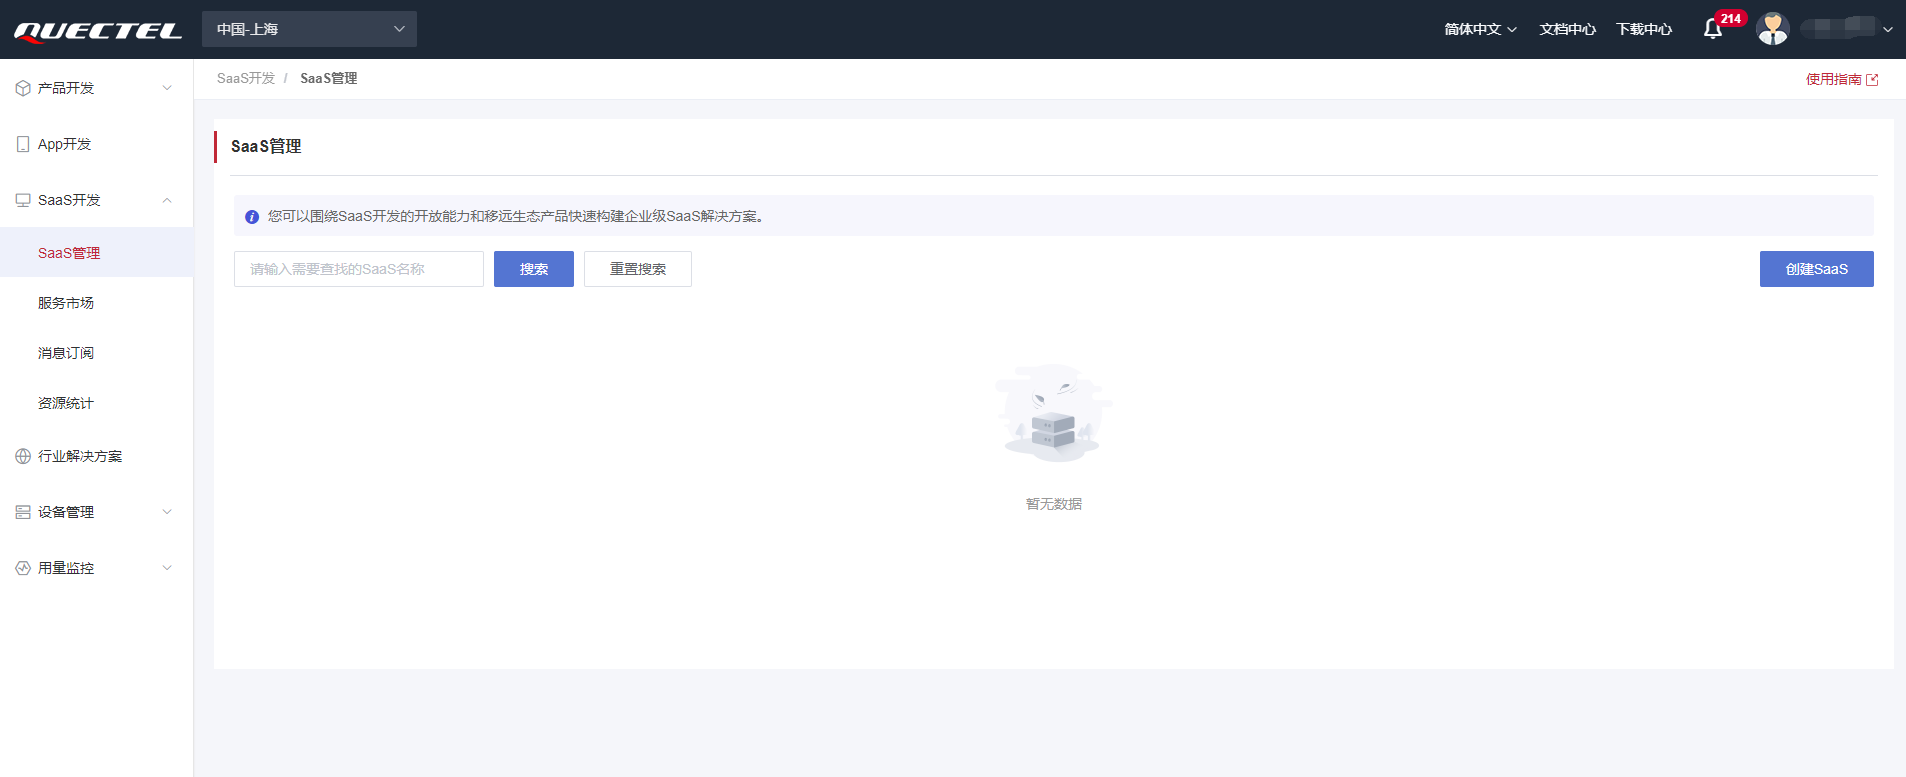 QUECTEL
中国-上海
简体中文
文档中心
下载中心
214
产品开发
App开发
SaaS开发
SaaS管理
服务市场
消息订阅
资源统计
行业解决方案
设备管理
用量监控
SaaS开发 / SaaS管理
使用指南
SaaS管理
您可以围绕SaaS开发的开放能力和移远生态产品快速构建企业级SaaS解决方案。
请输入需要查找的SaaS名称
搜索
重置搜索
创建SaaS
暂无数据